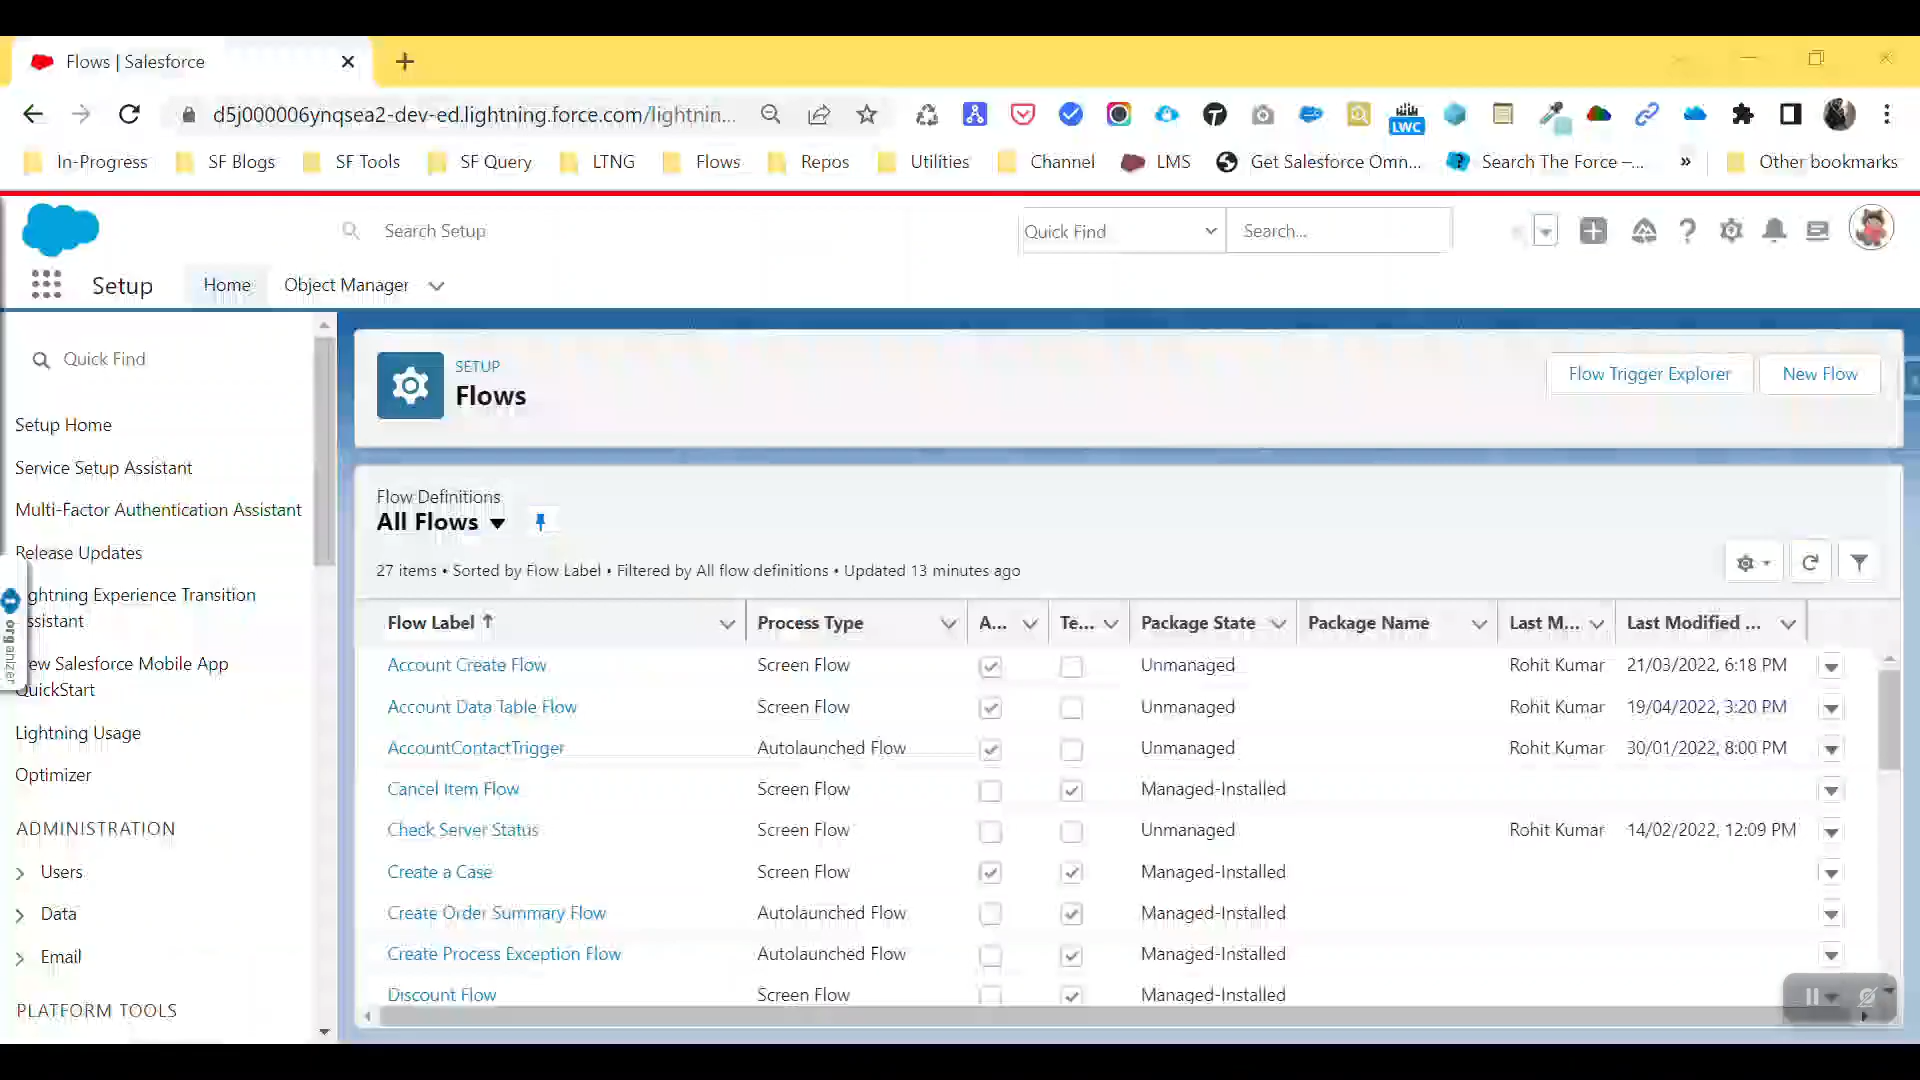 Flows | Salesforce
d5j000006ynqsea2-dev-ed.lightning.force.com/lightnin...
LWC
In-Progress SF Blogs SF Tools SF Query LTNG Flows Repos Utilities Channel LMS Get Salesforce Omn... Search The Force –... » Other bookmarks
Search Setup Quick Find Search...
Setup Home Object Manager
Quick Find
Setup Home
Service Setup Assistant
Multi-Factor Authentication Assistant
Release Updates
ightning Experience Transition
ssistant
ew Salesforce Mobile App
QuickStart
Lightning Usage
Optimizer
ADMINISTRATION
Users
Data
Email
PLATFORM TOOLS
organizer
SETUP
Flows
Flow Trigger Explorer New Flow
Flow Definitions
All Flows
27 items • Sorted by Flow Label • Filtered by All flow definitions • Updated 13 minutes ago
Flow Label ↑ Process Type A... Te... Package State Package Name Last M... Last Modified ...
Account Create Flow Screen Flow Unmanaged Rohit Kumar 21/03/2022, 6:18 PM
Account Data Table Flow Screen Flow Unmanaged Rohit Kumar 19/04/2022, 3:20 PM
AccountContactTrigger Autolaunched Flow Unmanaged Rohit Kumar 30/01/2022, 8:00 PM
Cancel Item Flow Screen Flow Managed-Installed
Check Server Status Screen Flow Unmanaged Rohit Kumar 14/02/2022, 12:09 PM
Create a Case Screen Flow Managed-Installed
Create Order Summary Flow Autolaunched Flow Managed-Installed
Create Process Exception Flow Autolaunched Flow Managed-Installed
Discount Flow Screen Flow Managed-Installed